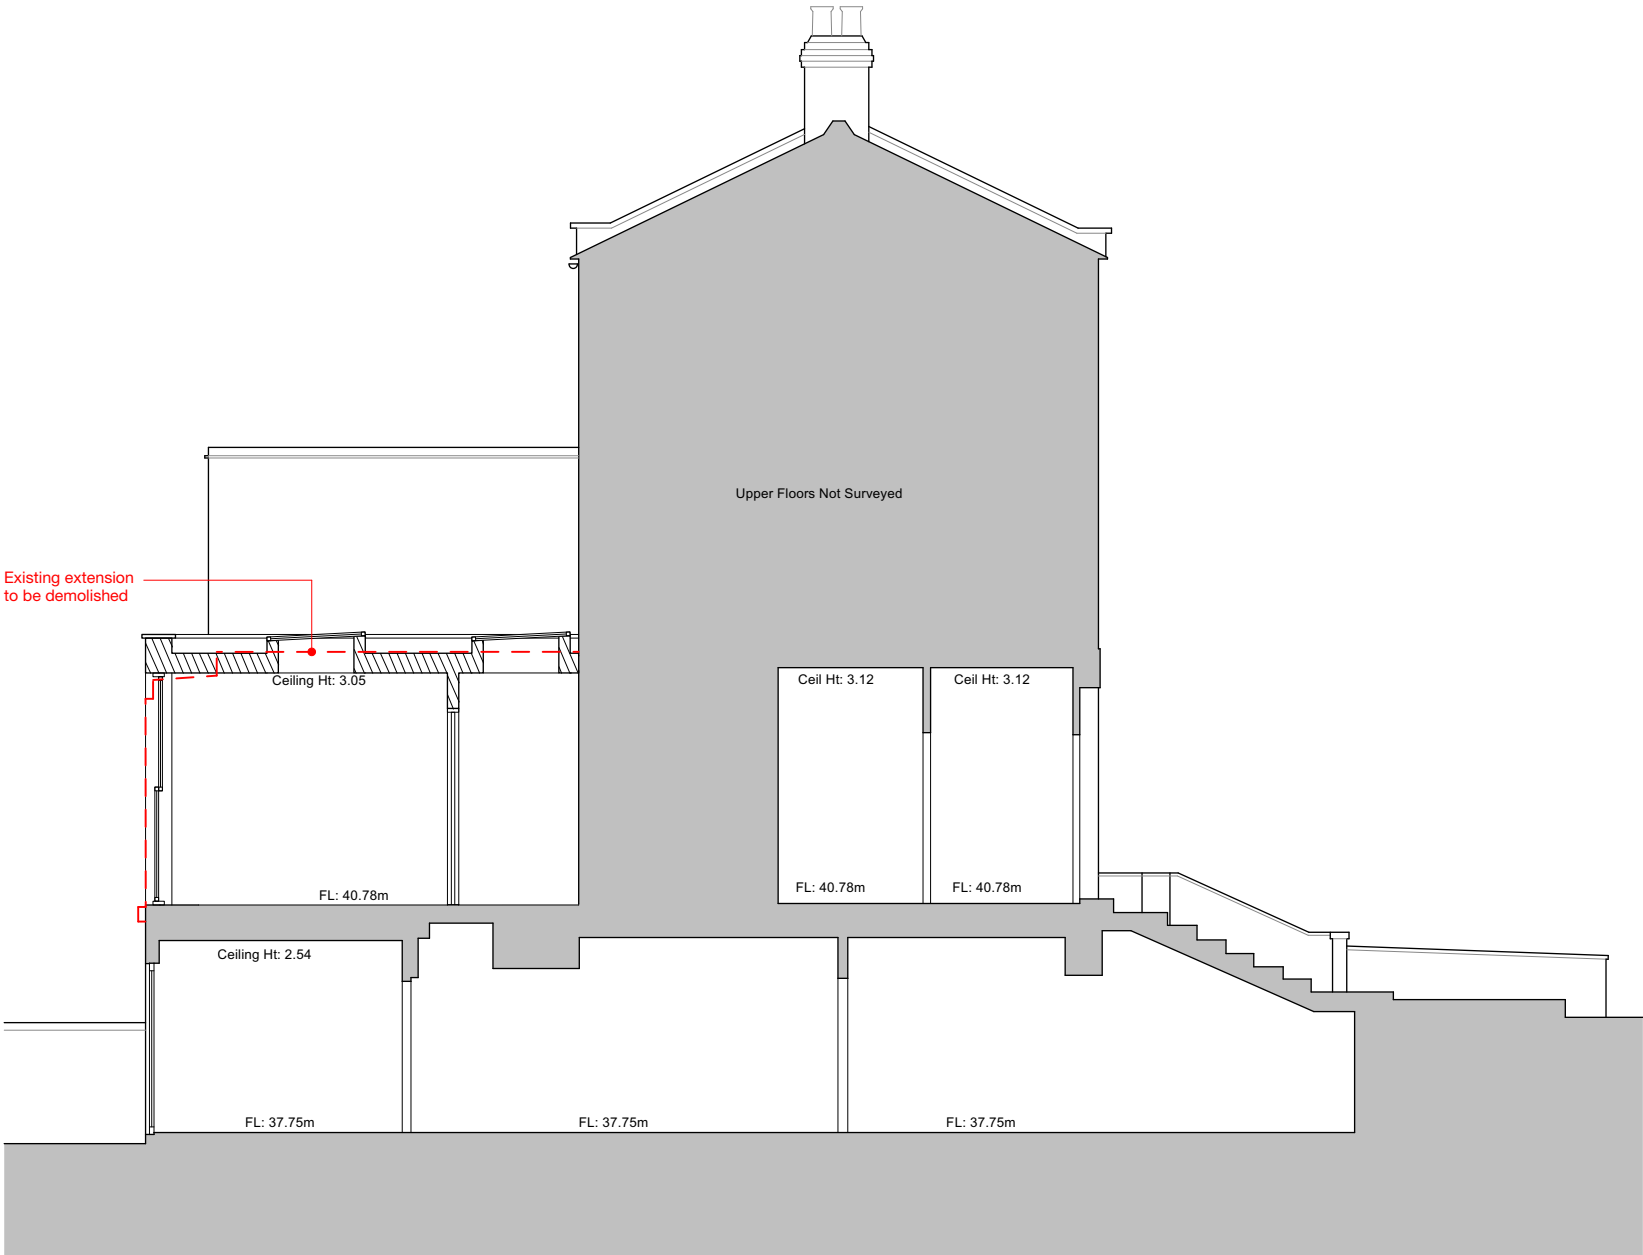 Upper Floors Not Surveyed
Existing extension
to be demolished
Ceiling Ht: 3.05
Ceil Ht: 3.12
Ceil Ht: 3.12
FL: 40.78m
FL: 40.78m
FL: 40.78m
Ceiling Ht: 2.54
FL: 37.75m
FL: 37.75m
FL: 37.75m